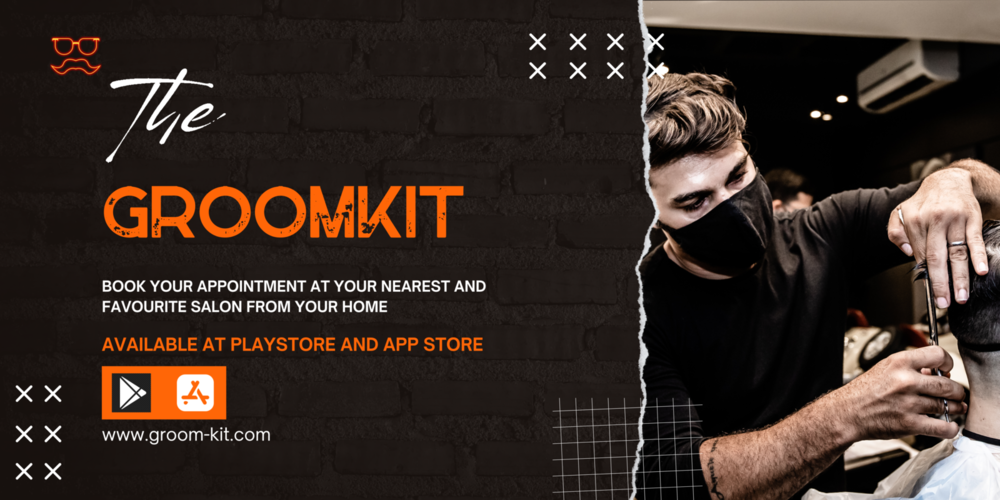 The
GROOMKIT
BOOK YOUR APPOINTMENT AT YOUR NEAREST AND
FAVOURITE SALON FROM YOUR HOME
AVAILABLE AT PLAYSTORE AND APP STORE
www.groom-kit.com